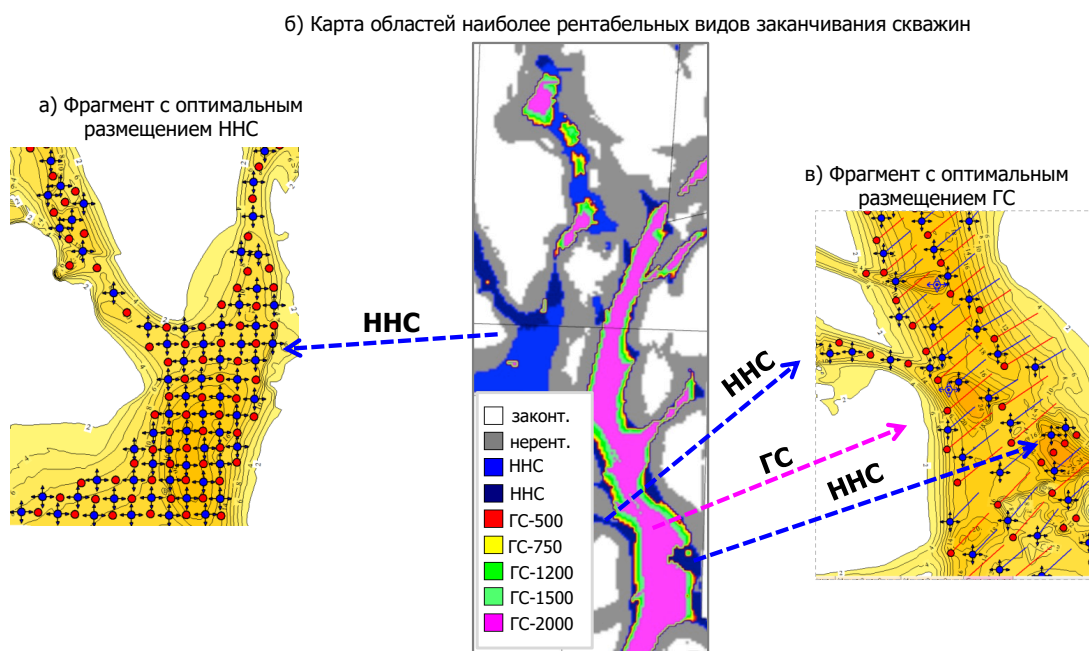 б) Карта областей наиболее рентабельных видов заканчивания скважин
а) Фрагмент с оптимальным
размещением ННС
в) Фрагмент с оптимальным
размещением ГС
ННС
ННС
ГС
ННС
законт.
нерент.
ННС
ННС
ГС-500
ГС-750
ГС-1200
ГС-1500
ГС-2000